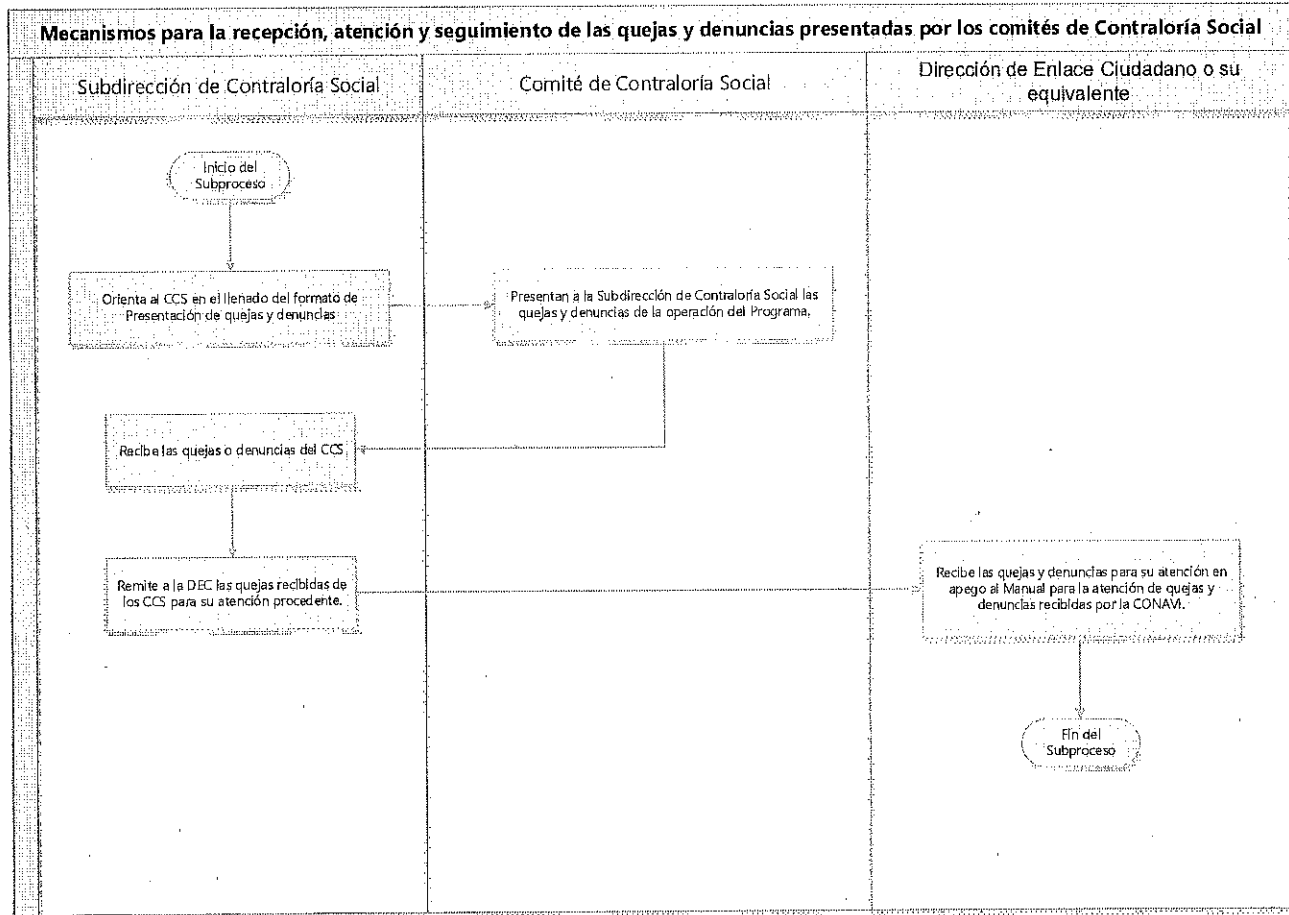 Mecanismos para la recepción, atención y seguimiento de las quejas y denuncias presentadas por los comités de Contraloría Social
Subdirección de Contraloría Social
Comité de Contraloría Social
Dirección de Enlace Ciudadano o su
equivalente
Inicio del
Subproceso
Orienta al CCS en el llenado del formato de
Presentación de quejas y denuncias
Presentan a la Subdirección de Contraloría Social las
quejas y denuncias de la operación del Programa.
Recibe las quejas o denuncias del CCS
Remite a la DEC las quejas recibidas de
los CCS para su atención procedente.
Recibe las quejas y denuncias para su atención en
apego al Manual para la atención de quejas y
denuncias recibidas por la CONAVI.
Fin del
Subproceso